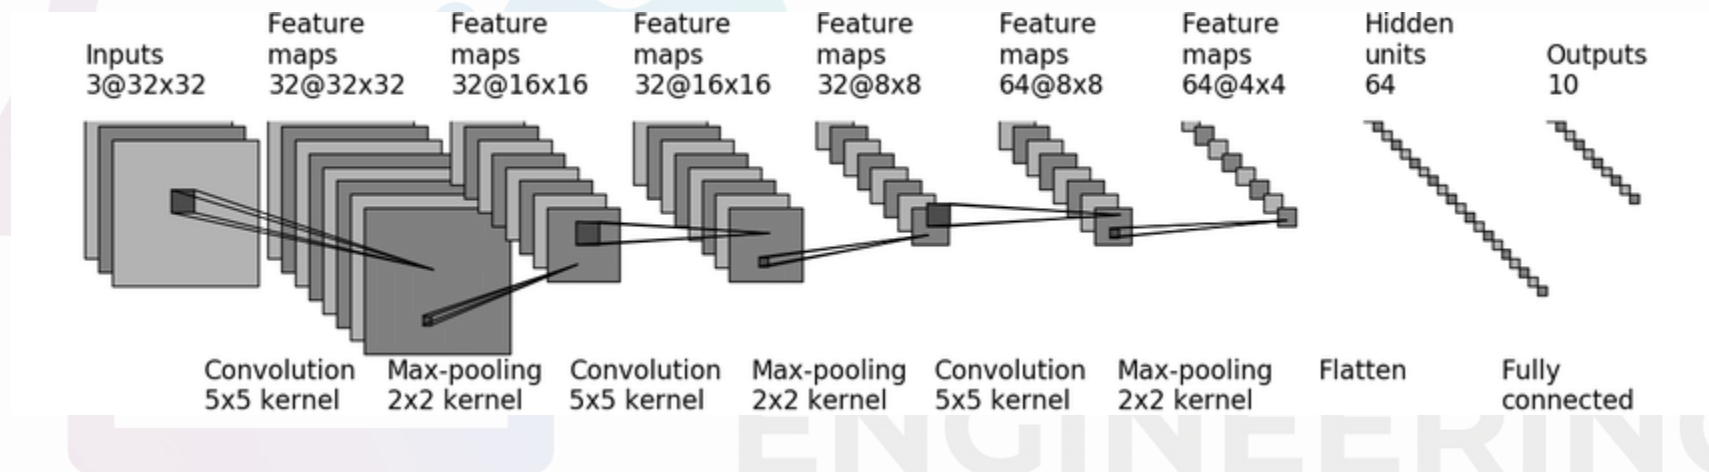 Inputs
3@32x32
Feature
maps
32@32x32
Feature
maps
32@16x16
Feature
maps
32@16x16
Feature
maps
32@8x8
Feature
maps
64@8x8
Feature
maps
64@4x4
Hidden
units
64
Outputs
10
Convolution
5x5 kernel
Max-pooling
2x2 kernel
Convolution
5x5 kernel
Max-pooling
2x2 kernel
Convolution
5x5 kernel
Max-pooling
2x2 kernel
Flatten
Fully
connected
ENGINEERING